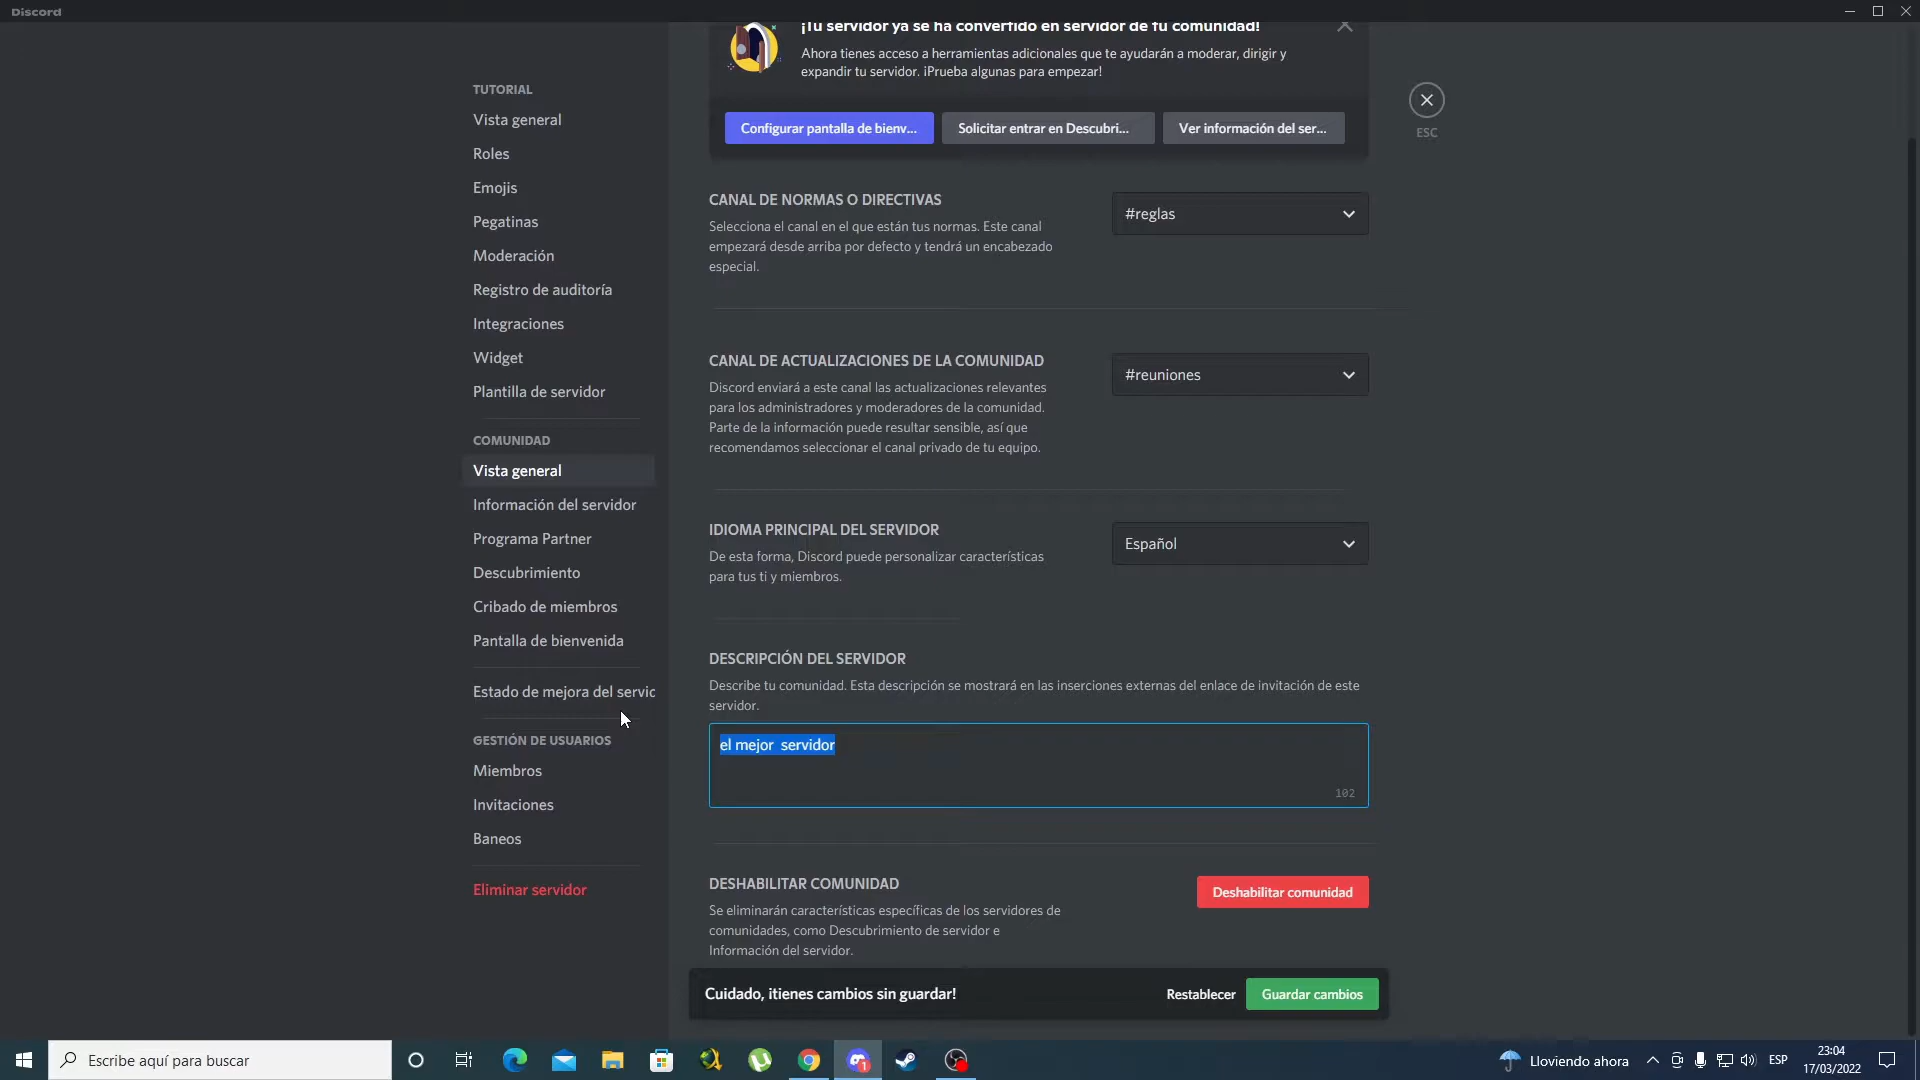 Discord
TUTORIAL
Vista general
Roles
Emojis
Pegatinas
Moderación
Registro de auditoría
Integraciones
Widget
Plantilla de servidor
COMUNIDAD
Vista general
Información del servidor
Programa Partner
Descubrimiento
Cribado de miembros
Pantalla de bienvenida
Estado de mejora del servic
GESTIÓN DE USUARIOS
Miembros
Invitaciones
Baneos
Eliminar servidor
¡Tu servidor ya se ha convertido en servidor de tu comunidad!
Ahora tienes acceso a herramientas adicionales que te ayudarán a moderar, dirigir y
expandir tu servidor. ¡Prueba algunas para empezar!
Configurar pantalla de bienv...
Solicitar entrar en Descubri...
Ver información del ser...
ESC
CANAL DE NORMAS O DIRECTIVAS
Selecciona el canal en el que están tus normas. Este canal
empezará desde arriba por defecto y tendrá un encabezado
especial.
#reglas
CANAL DE ACTUALIZACIONES DE LA COMUNIDAD
Discord enviará a este canal las actualizaciones relevantes
para los administradores y moderadores de la comunidad.
Parte de la información puede resultar sensible, así que
recomendamos seleccionar el canal privado de tu equipo.
#reuniones
IDIOMA PRINCIPAL DEL SERVIDOR
De esta forma, Discord puede personalizar características
para tus ti y miembros.
Español
DESCRIPCIÓN DEL SERVIDOR
Describe tu comunidad. Esta descripción se mostrará en las inserciones externas del enlace de invitación de este
servidor.
el mejor  servidor
102
DESHABILITAR COMUNIDAD
Se eliminarán características específicas de los servidores de
comunidades, como Descubrimiento de servidor e
Información del servidor.
Deshabilitar comunidad
Cuidado, ¡tienes cambios sin guardar!
Restablecer
Guardar cambios
Escribe aquí para buscar
1
Lloviendo ahora
ESP
23:04
17/03/2022